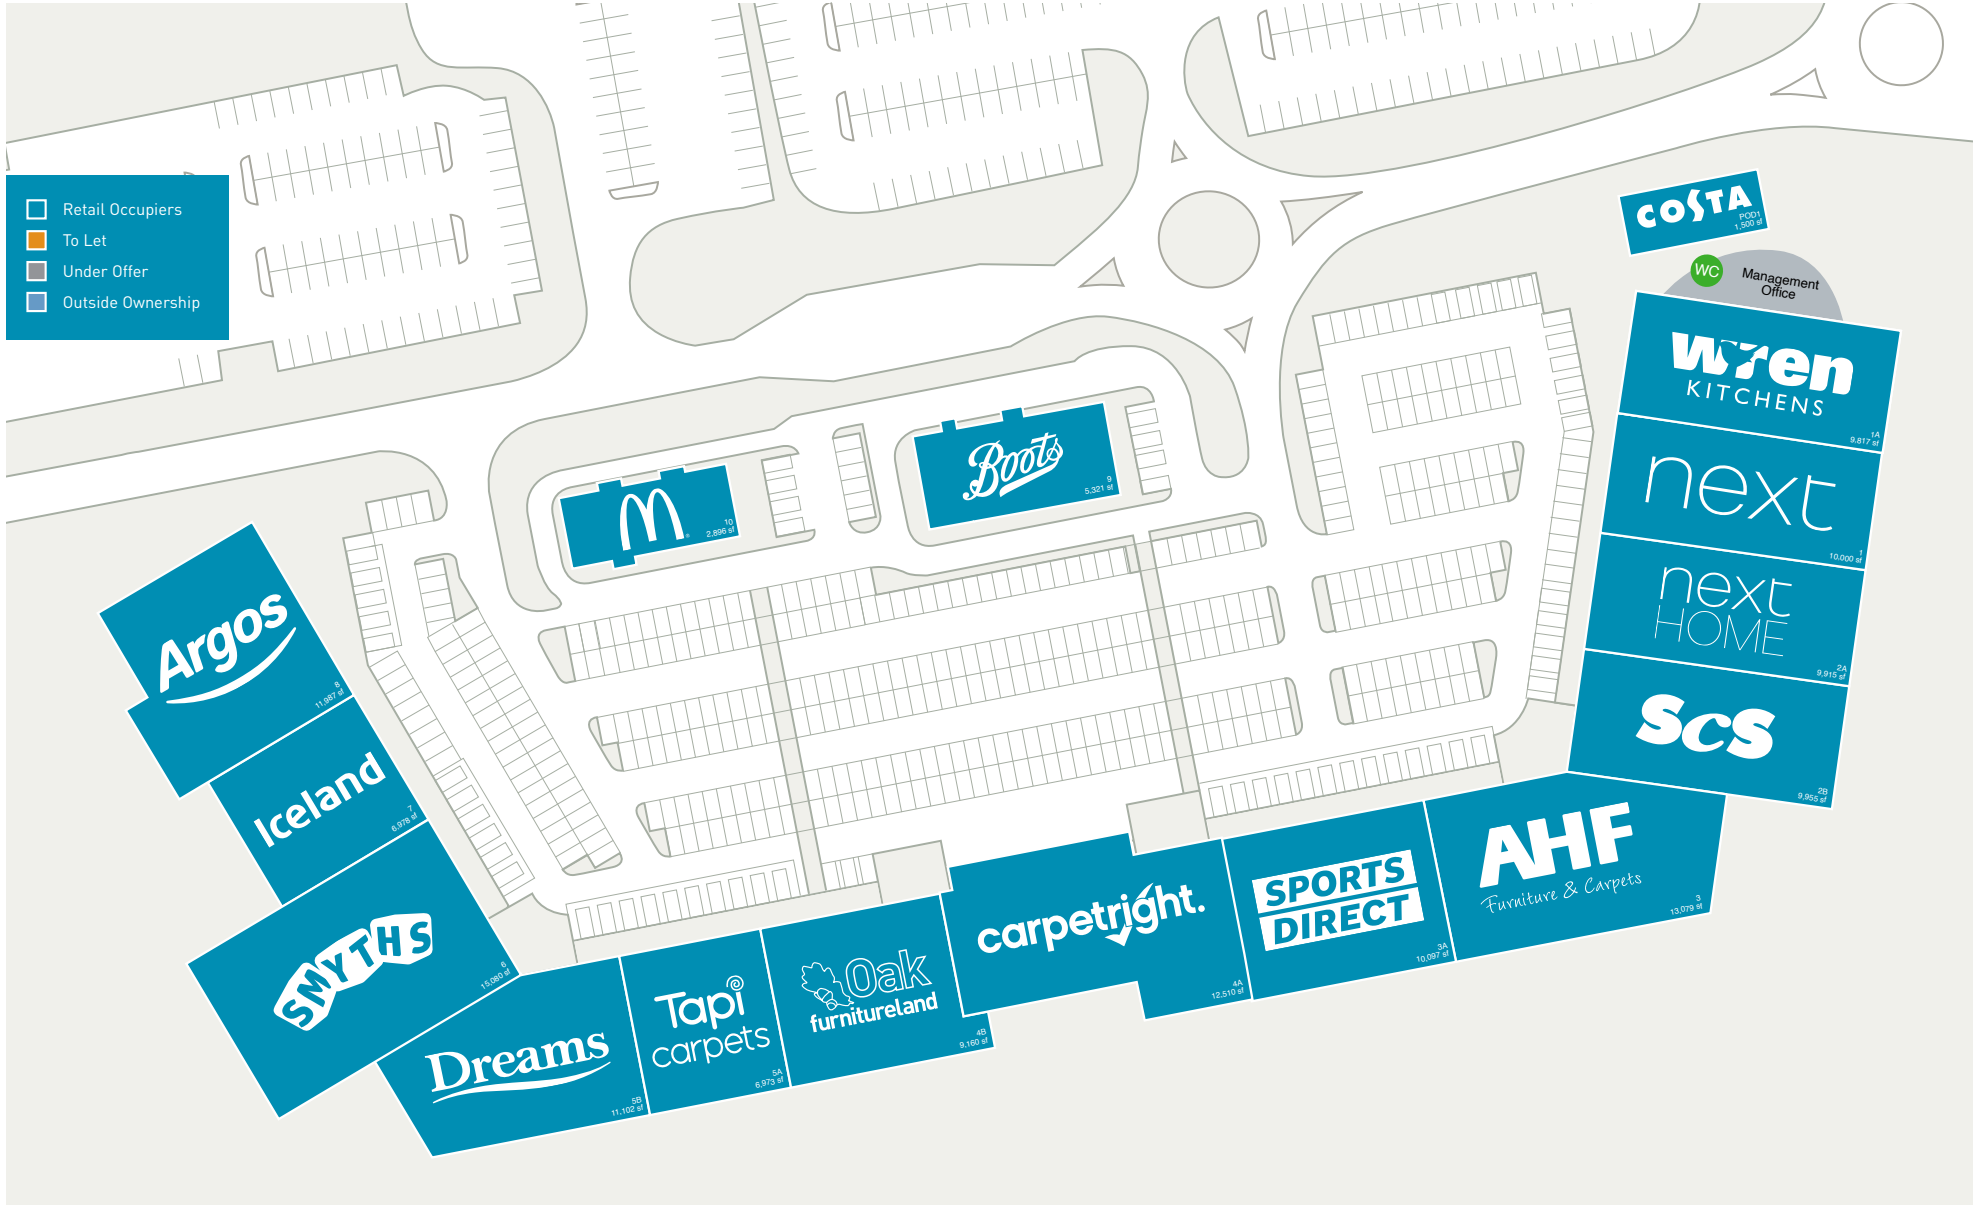 Retail Occupiers
To Let
Under Offer
Outside Ownership
COSTA
POD1
1,500 sf
WC
Management
Office
wren
KITCHENS
1A
9,817 sf
next
1
10,000 sf
next
HOME
2A
9,915 sf
ScS
2B
9,955 sf
AHF
Furniture & Carpets
3
13,079 sf
SPORTS
DIRECT
3A
10,097 sf
carpetright.
4A
12,510 sf
Oak
furnitureland
4B
9,160 sf
Tapi
carpets
5A
6,973 sf
Dreams
5B
11,102 sf
SMYTHS
6
15,080 sf
Iceland
7
6,978 sf
Argos
8
11,987 sf
Boots
9
5,321 sf
M
10
2,896 sf